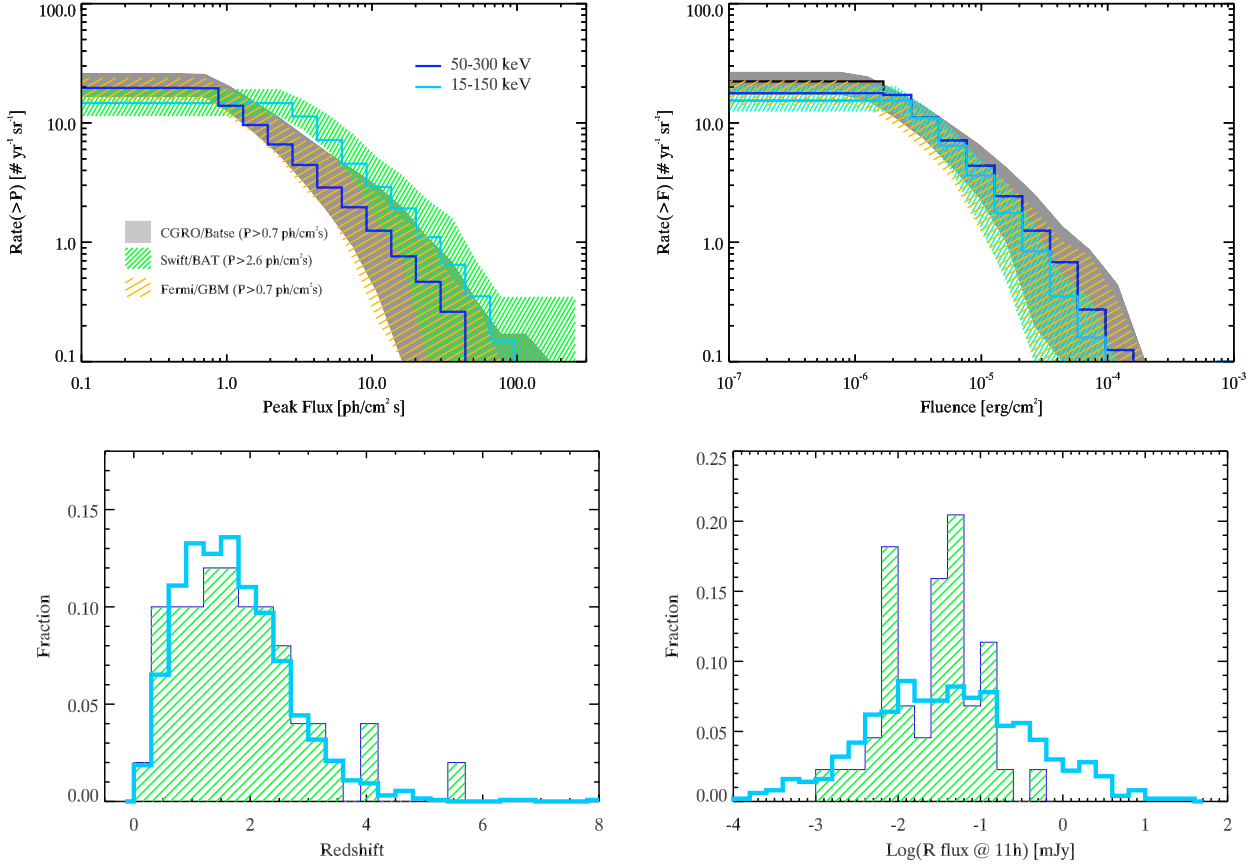 100.0
10.0
1.0
0.1
Rate(>P) [# yr⁻¹ sr⁻¹]
50-300 keV
15-150 keV
CGRO/Batse (P>0.7 ph/cm²s)
Swift/BAT (P>2.6 ph/cm²s)
Fermi/GBM (P>0.7 ph/cm²s)
0.1 1.0 10.0 100.0
Peak Flux [ph/cm² s]
100.0
10.0
1.0
0.1
Rate(>F) [# yr⁻¹ sr⁻¹]
10⁻⁷ 10⁻⁶ 10⁻⁵ 10⁻⁴ 10⁻³
Fluence [erg/cm²]
0.15
0.10
0.05
0.00
Fraction
0 2 4 6 8
Redshift
0.25
0.20
0.15
0.10
0.05
0.00
Fraction
-4 -3 -2 -1 0 1 2
Log(R flux @ 11h) [mJy]